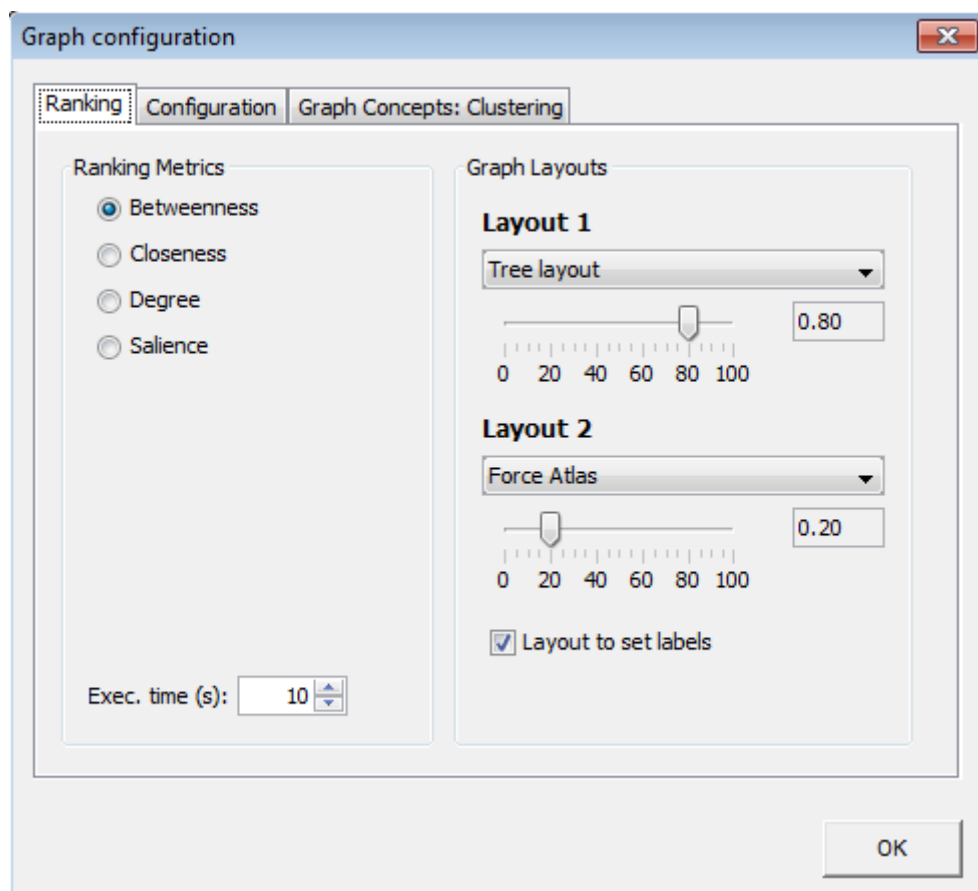 Graph configuration
Ranking
Configuration
Graph Concepts: Clustering
Ranking Metrics
Betweenness
Closeness
Degree
Salience
Exec. time (s): 10
Graph Layouts
Layout 1
Tree layout
0.80
0 20 40 60 80 100
Layout 2
Force Atlas
0.20
0 20 40 60 80 100
Layout to set labels
OK